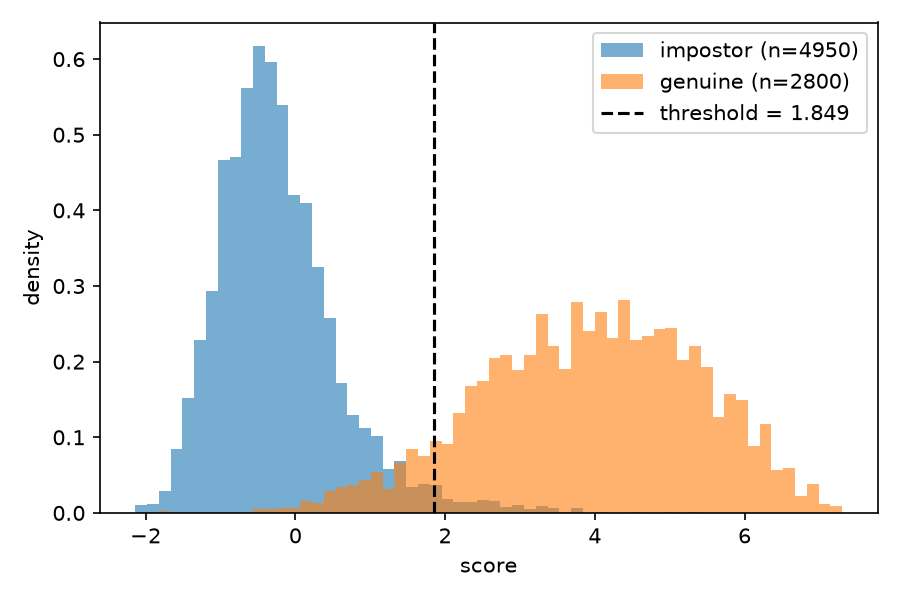 impostor (n=4950)
genuine (n=2800)
threshold = 1.849
density
0.6
0.5
0.4
0.3
0.2
0.1
0.0
−2 0 2 4 6
score